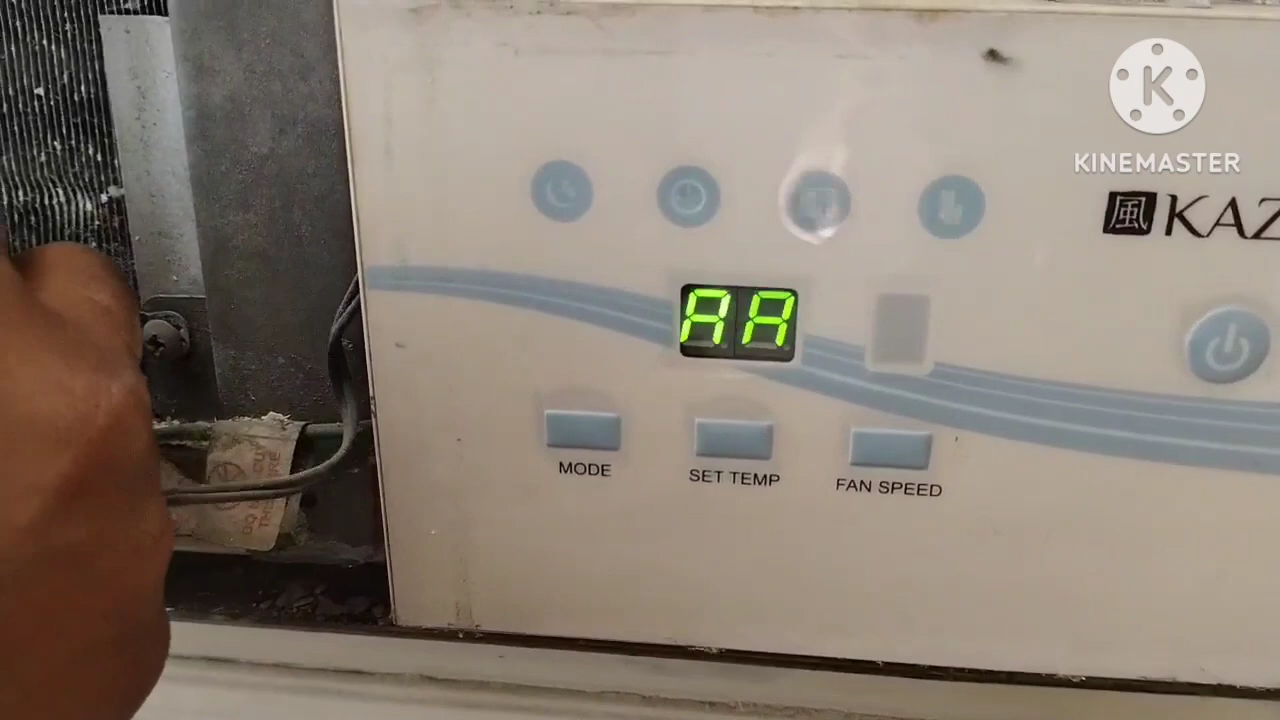 KINEMASTER
風 KAZ
AA
MODE
SET TEMP
FAN SPEED